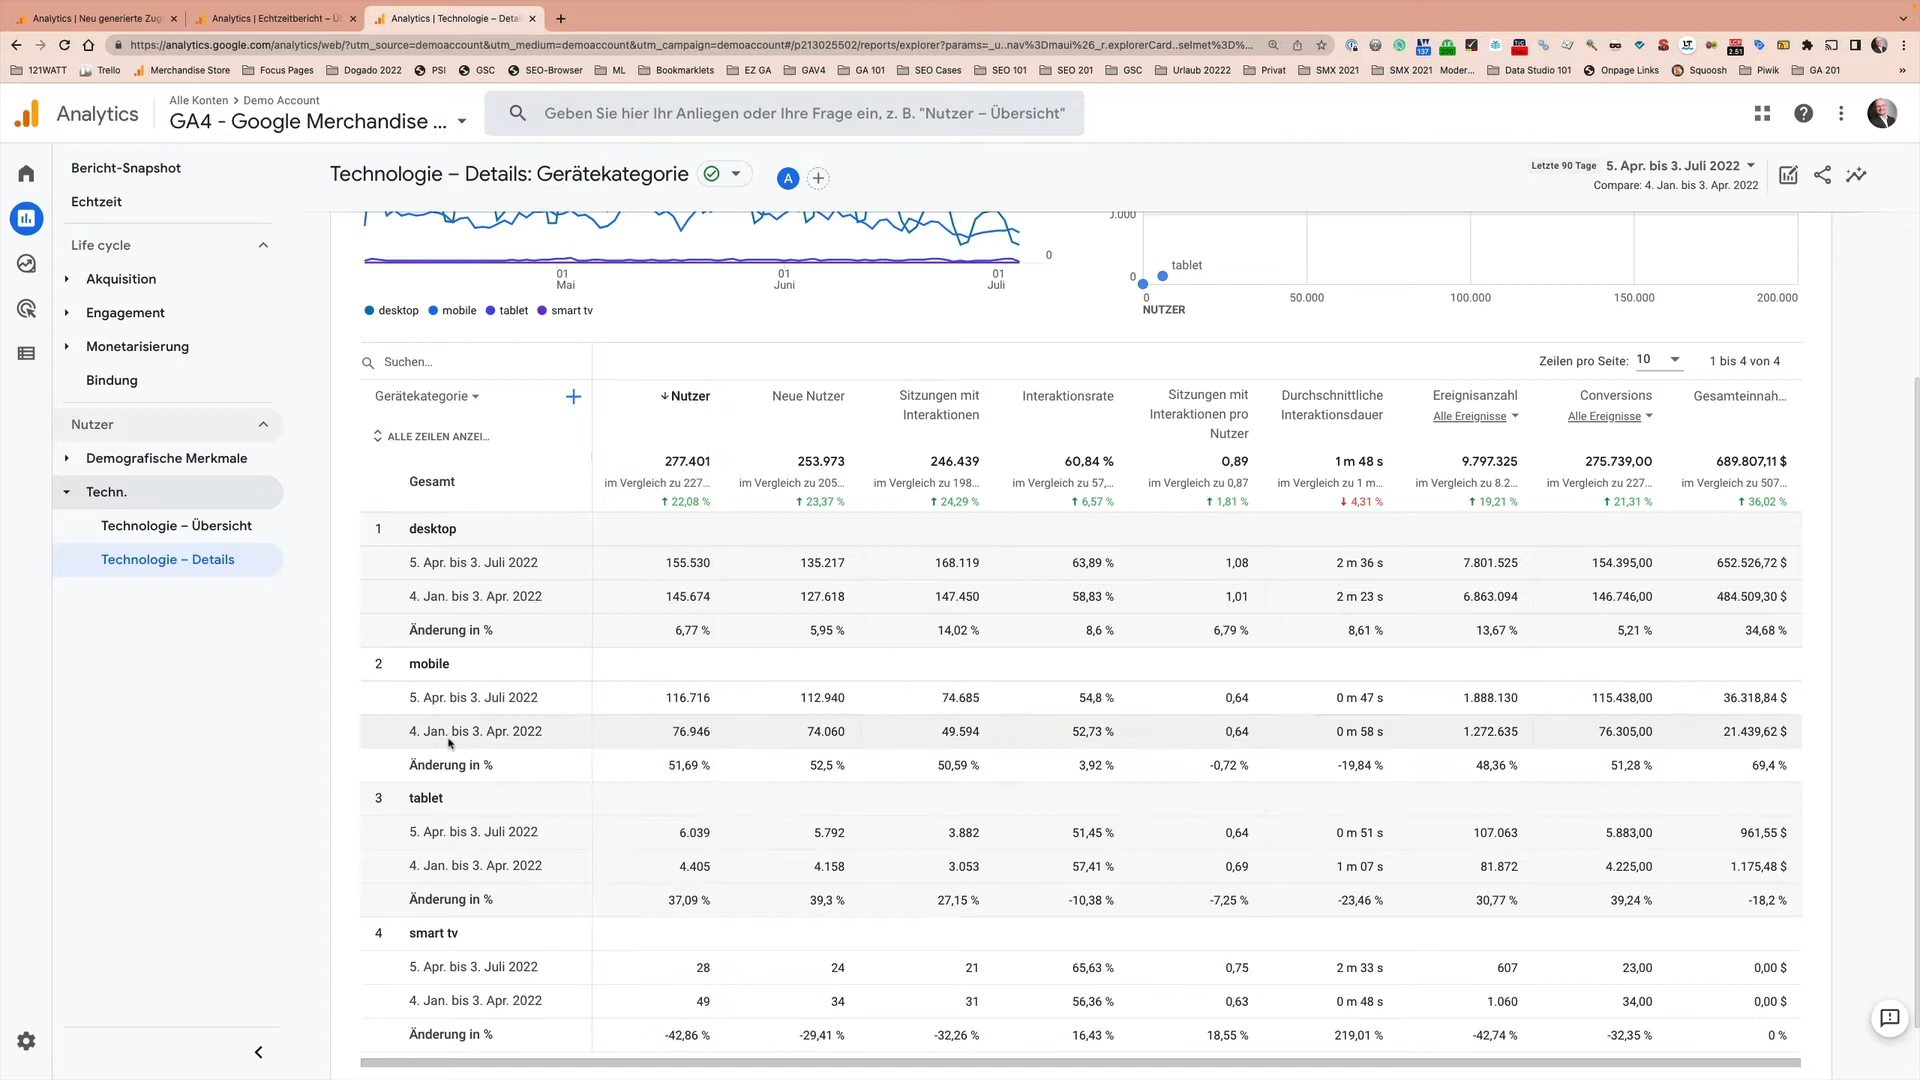 Analytics | Neu generierte Zug
Analytics | Echtzeitbericht – Ü
Analytics | Technologie – Deta
https://analytics.google.com/analytics/web/?utm_source=demoaccount&utm_medium=demoaccount&utm_campaign=demoaccount#/p213025502/reports/explorer?params=_u..nav%3Dmaui%26_r.explorerCard..selmet%3D%...
121WATT Trello Merchandise Store Focus Pages Dogado 2022 PSI GSC SEO-Browser ML Bookmarklets EZ GA GAV4 GA 101 SEO Cases SEO 101 SEO 201 GSC Urlaub 20222 Privat SMX 2021 SMX 2021 Moder... Data Studio 101 Onpage Links Squoosh Piwik GA 201 »
Analytics
Alle Konten > Demo Account
GA4 - Google Merchandise ...
Geben Sie hier Ihr Anliegen oder Ihre Frage ein, z. B. "Nutzer – Übersicht"
Bericht-Snapshot
Echtzeit
Life cycle
Akquisition
Engagement
Monetarisierung
Bindung
Nutzer
Demografische Merkmale
Techn.
Technologie – Übersicht
Technologie – Details
Technologie – Details: Gerätekategorie
A
Letzte 90 Tage 5. Apr. bis 3. Juli 2022
Compare: 4. Jan. bis 3. Apr. 2022
0
01 01 01
Mai Juni Juli
desktop mobile tablet smart tv
tablet
0
0 50.000 100.000 150.000 200.000
NUTZER
Suchen...
Zeilen pro Seite: 10 1 bis 4 von 4
Gerätekategorie
ALLE ZEILEN ANZEI...
Nutzer
Neue Nutzer
Sitzungen mit
Interaktionen
Interaktionsrate
Sitzungen mit
Interaktionen pro
Nutzer
Durchschnittliche
Interaktionsdauer
Ereignisanzahl
Alle Ereignisse
Conversions
Alle Ereignisse
Gesamteinnah...
Gesamt
277.401 253.973 246.439 60,84 % 0,89 1 m 48 s 9.797.325 275.739,00 689.807,11 $
im Vergleich zu 227... im Vergleich zu 205... im Vergleich zu 198... im Vergleich zu 57,... im Vergleich zu 0,87 im Vergleich zu 1 m... im Vergleich zu 8.2... im Vergleich zu 227... im Vergleich zu 507...
↑ 22,08 % ↑ 23,37 % ↑ 24,29 % ↑ 6,57 % ↑ 1,81 % ↓ 4,31 % ↑ 19,21 % ↑ 21,31 % ↑ 36,02 %
1 desktop
5. Apr. bis 3. Juli 2022 155.530 135.217 168.119 63,89 % 1,08 2 m 36 s 7.801.525 154.395,00 652.526,72 $
4. Jan. bis 3. Apr. 2022 145.674 127.618 147.450 58,83 % 1,01 2 m 23 s 6.863.094 146.746,00 484.509,30 $
Änderung in % 6,77 % 5,95 % 14,02 % 8,6 % 6,79 % 8,61 % 13,67 % 5,21 % 34,68 %
2 mobile
5. Apr. bis 3. Juli 2022 116.716 112.940 74.685 54,8 % 0,64 0 m 47 s 1.888.130 115.438,00 36.318,84 $
4. Jan. bis 3. Apr. 2022 76.946 74.060 49.594 52,73 % 0,64 0 m 58 s 1.272.635 76.305,00 21.439,62 $
Änderung in % 51,69 % 52,5 % 50,59 % 3,92 % -0,72 % -19,84 % 48,36 % 51,28 % 69,4 %
3 tablet
5. Apr. bis 3. Juli 2022 6.039 5.792 3.882 51,45 % 0,64 0 m 51 s 107.063 5.883,00 961,55 $
4. Jan. bis 3. Apr. 2022 4.405 4.158 3.053 57,41 % 0,69 1 m 07 s 81.872 4.225,00 1.175,48 $
Änderung in % 37,09 % 39,3 % 27,15 % -10,38 % -7,25 % -23,46 % 30,77 % 39,24 % -18,2 %
4 smart tv
5. Apr. bis 3. Juli 2022 28 24 21 65,63 % 0,75 2 m 33 s 607 23,00 0,00 $
4. Jan. bis 3. Apr. 2022 49 34 31 56,36 % 0,63 0 m 48 s 1.060 34,00 0,00 $
Änderung in % -42,86 % -29,41 % -32,26 % 16,43 % 18,55 % 219,01 % -42,74 % -32,35 % 0 %